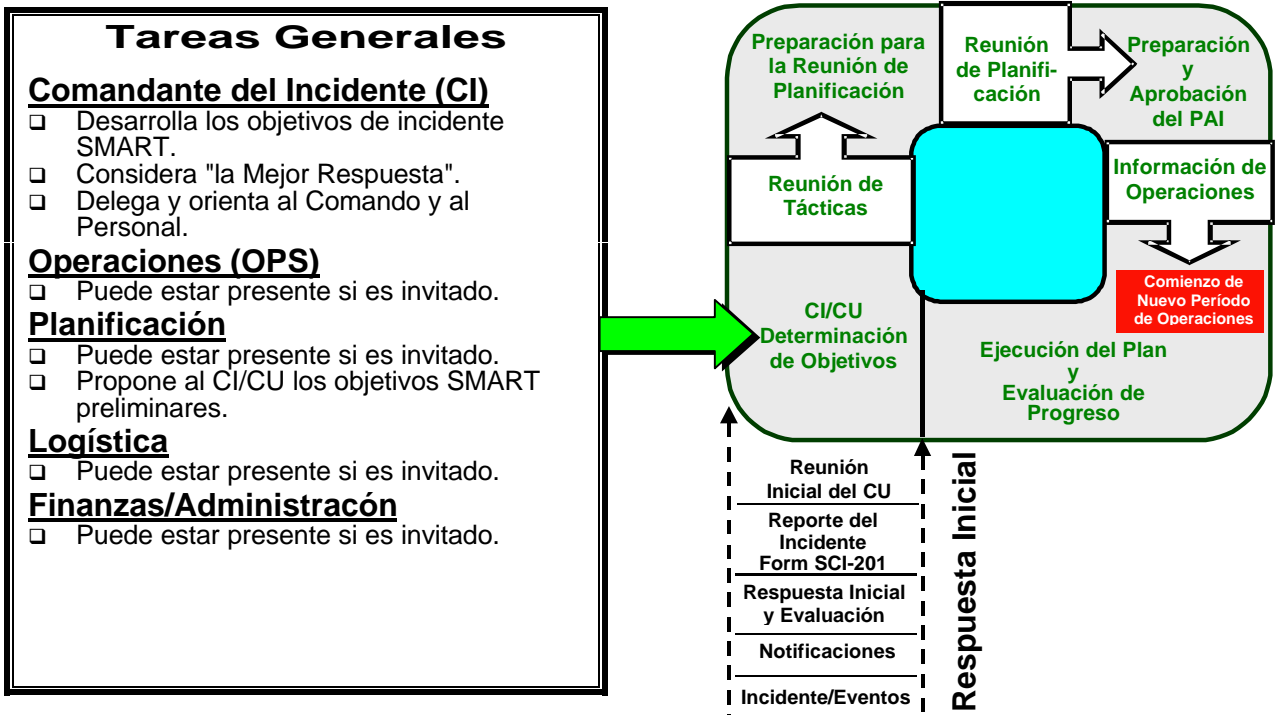 Tareas Generales
Comandante del Incidente (CI)
❑ Desarrolla los objetivos de incidente
SMART.
❑ Considera "la Mejor Respuesta".
❑ Delega y orienta al Comando y al
Personal.
Operaciones (OPS)
❑ Puede estar presente si es invitado.
Planificación
❑ Puede estar presente si es invitado.
❑ Propone al CI/CU los objetivos SMART
preliminares.
Logística
❑ Puede estar presente si es invitado.
Finanzas/Administracón
❑ Puede estar presente si es invitado.
Preparación para
la Reunión de
Planificación
Reunión
de Planifi-
cación
Preparación
y
Aprobación
del PAI
Reunión de
Tácticas
Información de
Operaciones
Comienzo de
Nuevo Período
de Operaciones
CI/CU
Determinación
de Objetivos
Ejecución del Plan
y
Evaluación de
Progreso
Reunión
Inicial del CU
Reporte del
Incidente
Form SCI-201
Respuesta Inicial
y Evaluación
Notificaciones
Incidente/Eventos
Respuesta Inicial